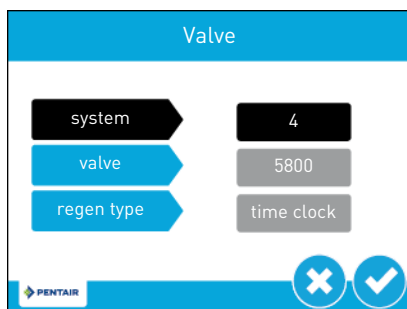 Valve
system 4
valve 5800
regen type time clock
PENTAIR